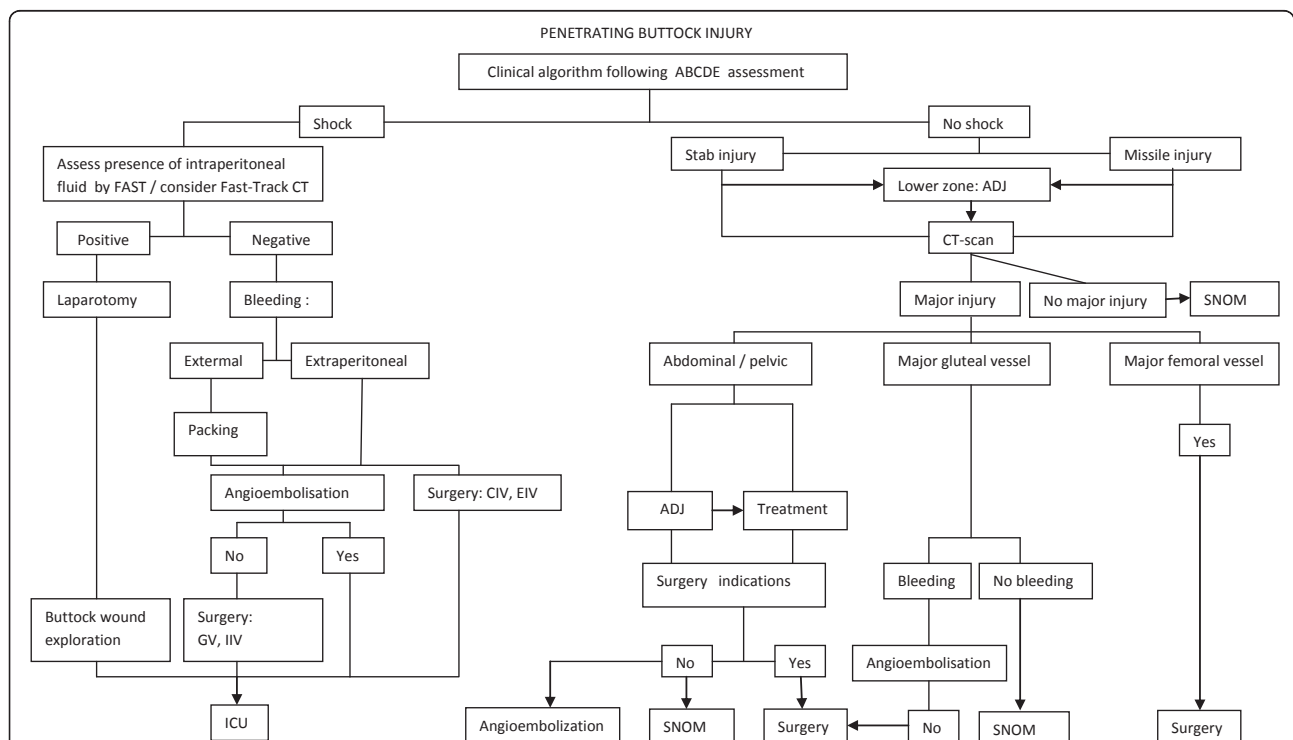 PENETRATING BUTTOCK INJURY
Clinical algorithm following ABCDE assessment
Shock
No shock
Assess presence of intraperitoneal
fluid by FAST / consider Fast-Track CT
Stab injury
Missile injury
Lower zone: ADJ
Positive
Negative
CT-scan
Laparotomy
Bleeding :
Major injury
No major injury
SNOM
Extermal
Extraperitoneal
Abdominal / pelvic
Major gluteal vessel
Major femoral vessel
Packing
Yes
Angioembolisation
Surgery: CIV, EIV
ADJ
Treatment
No
Yes
Surgery indications
Bleeding
No bleeding
Buttock wound
exploration
Surgery:
GV, IIV
No
Yes
Angioembolisation
ICU
Angioembolization
SNOM
Surgery
No
SNOM
Surgery